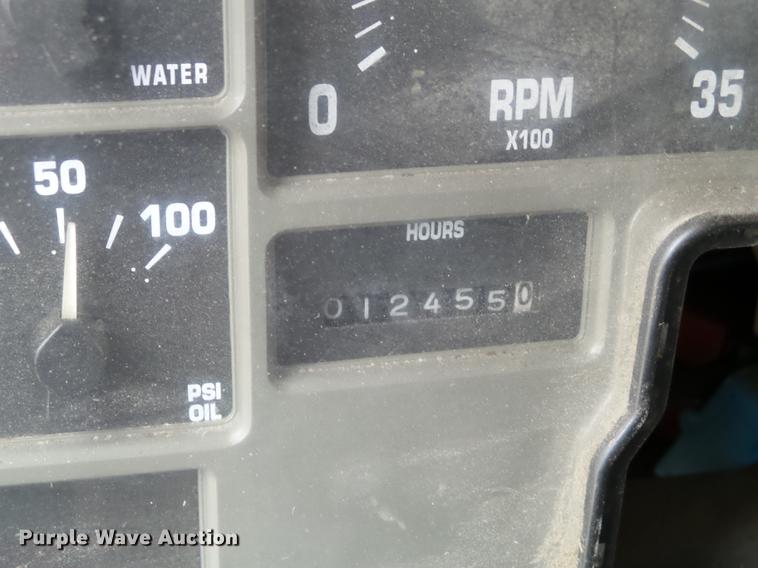 WATER
0
RPM
X100
35
50
100
PSI
OIL
HOURS
0124550
Purple Wave Auction